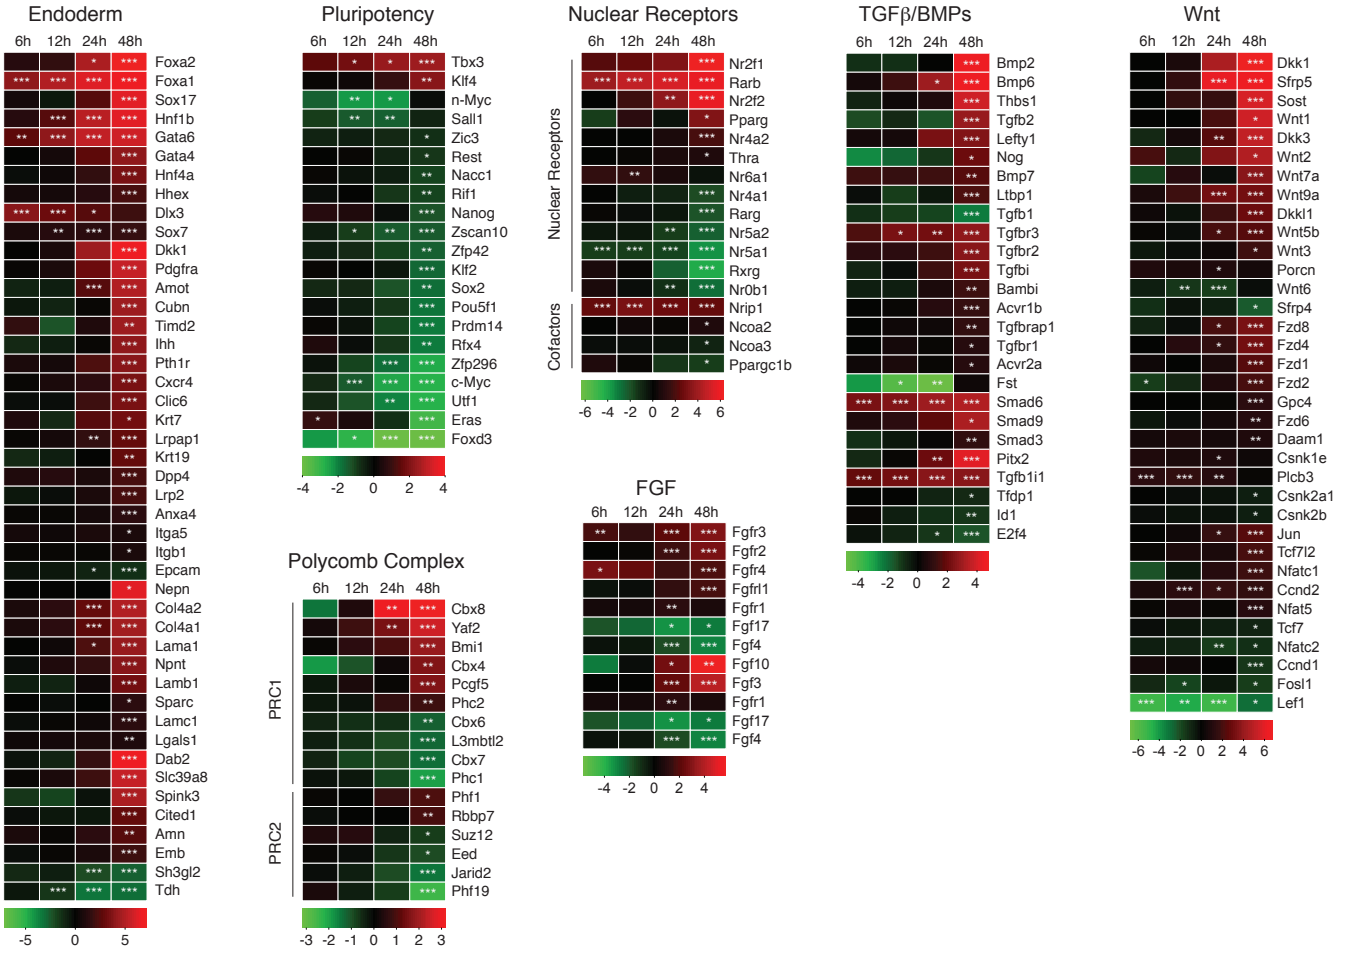 Endoderm
6h 12h 24h 48h
* *** Foxa2
*** *** *** *** Foxa1
*** Sox17
*** *** *** Hnf1b
** *** *** *** Gata6
*** Gata4
*** Hnf4a
*** Hhex
*** *** * Dlx3
** *** *** Sox7
*** Dkk1
*** Pdgfra
*** *** Amot
*** Cubn
** Timd2
*** Ihh
*** Pth1r
*** Cxcr4
*** Clic6
* Krt7
** *** Lrpap1
** Krt19
*** Dpp4
*** Lrp2
*** Anxa4
* Itga5
* Itgb1
* *** Epcam
* Nepn
*** *** Col4a2
*** *** Col4a1
* *** Lama1
*** Npnt
*** Lamb1
* Sparc
*** Lamc1
** Lgals1
*** Dab2
*** Slc39a8
*** Spink3
*** Cited1
** Amn
*** Emb
*** *** Sh3gl2
*** *** *** Tdh
-5 0 5
Pluripotency
6h 12h 24h 48h
* * *** Tbx3
** Klf4
** * n-Myc
** ** Sall1
* Zic3
* Rest
** Nacc1
** Rif1
*** Nanog
* ** *** Zscan10
** Zfp42
*** Klf2
** Sox2
*** Pou5f1
*** Prdm14
** Rfx4
*** *** Zfp296
*** *** *** c-Myc
** *** Utf1
* *** Eras
* *** *** Foxd3
-4 -2 0 2 4
Polycomb Complex
6h 12h 24h 48h
PRC1
** *** Cbx8
** *** Yaf2
*** Bmi1
** Cbx4
*** Pcgf5
** Phc2
** Cbx6
*** L3mbtl2
*** Cbx7
*** Phc1
PRC2
* Phf1
** Rbbp7
* Suz12
* Eed
*** Jarid2
*** Phf19
-3 -2 -1 0 1 2 3
Nuclear Receptors
6h 12h 24h 48h
Nuclear Receptors
*** Nr2f1
*** *** *** *** Rarb
** *** Nr2f2
* Pparg
*** Nr4a2
* Thra
** Nr6a1
*** Nr4a1
*** Rarg
** *** Nr5a2
*** *** *** *** Nr5a1
*** Rxrg
** *** Nr0b1
Cofactors
*** *** *** *** Nrip1
* Ncoa2
* Ncoa3
* Ppargc1b
-6 -4 -2 0 2 4 6
FGF
6h 12h 24h 48h
** *** *** Fgfr3
*** *** Fgfr2
* *** Fgfr4
*** Fgfrl1
** Fgfr1
* * Fgf17
*** *** Fgf4
* ** Fgf10
*** *** Fgf3
** Fgfr1
* * Fgf17
*** *** Fgf4
-4 -2 0 2 4
TGFβ/BMPs
6h 12h 24h 48h
*** Bmp2
* *** Bmp6
*** Thbs1
** Tgfb2
*** Lefty1
* Nog
** Bmp7
*** Ltbp1
*** Tgfb1
* ** *** Tgfbr3
*** Tgfbr2
*** Tgfbi
** Bambi
*** Acvr1b
** Tgfbrap1
* Tgfbr1
* Acvr2a
* ** Fst
*** *** *** *** Smad6
* Smad9
** Smad3
** *** Pitx2
*** *** *** *** Tgfb1i1
* Tfdp1
** Id1
* *** E2f4
-4 -2 0 2 4
Wnt
6h 12h 24h 48h
*** Dkk1
*** *** Sfrp5
*** Sost
* Wnt1
** *** Dkk3
* Wnt2
*** Wnt7a
*** *** Wnt9a
*** Dkkl1
* *** Wnt5b
* Wnt3
* Porcn
** *** Wnt6
* Sfrp4
* *** Fzd8
* *** Fzd4
*** Fzd1
* *** Fzd2
*** Gpc4
** Fzd6
** Daam1
* Csnk1e
*** *** ** Plcb3
* Csnk2a1
* Csnk2b
* *** Jun
*** Tcf7l2
*** Nfatc1
*** * *** Ccnd2
*** Nfat5
* Tcf7
** * Nfatc2
*** Ccnd1
* * Fosl1
*** ** *** * Lef1
-6 -4 -2 0 2 4 6